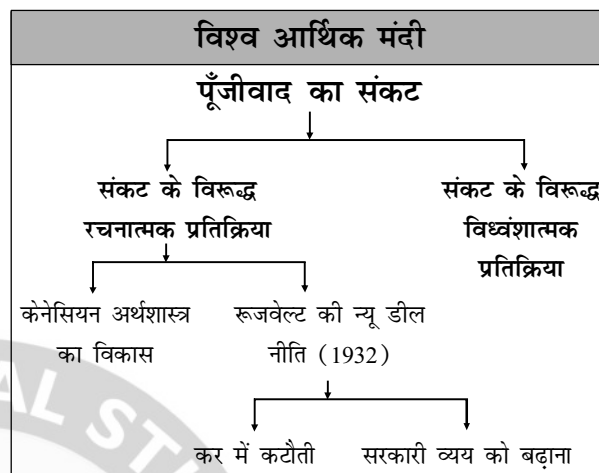 विश्व आर्थिक मंदी
पूँजीवाद का संकट
संकट के विरूद्ध
रचनात्मक प्रतिक्रिया
संकट के विरूद्ध
विध्वंशात्मक
प्रतिक्रिया
केनेसियन अर्थशास्त्र
का विकास
रूजवेल्ट की न्यू डील
नीति (1932)
कर में कटौती
सरकारी व्यय को बढ़ाना